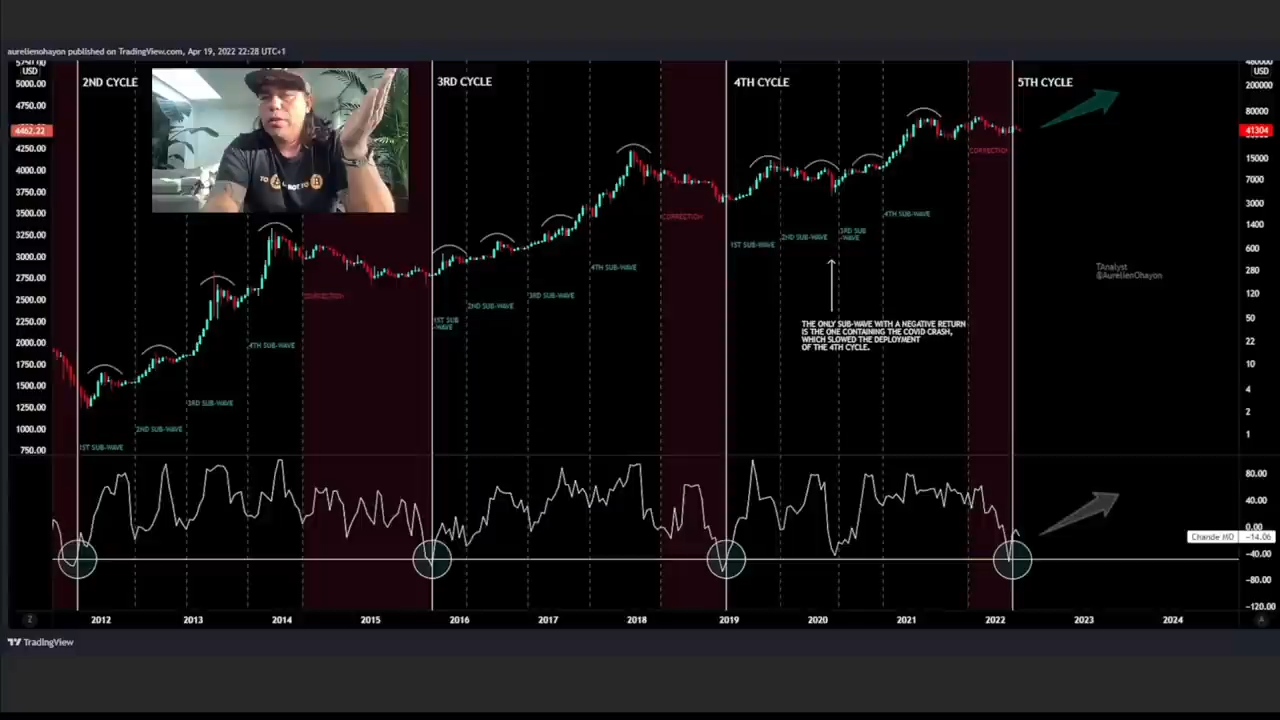 aurelienohayon published on TradingView.com, Apr 19, 2022 22:28 UTC+1
USD
5000.00
4750.00
4462.22
4250.00
4000.00
3750.00
3500.00
3250.00
3000.00
2750.00
2500.00
2250.00
2000.00
1750.00
1500.00
1250.00
1000.00
750.00
2ND CYCLE
3RD CYCLE
4TH CYCLE
5TH CYCLE
1ST SUB-WAVE
2ND SUB-WAVE
3RD SUB-WAVE
4TH SUB-WAVE
CORRECTION
1ST SUB
-WAVE
2ND SUB-WAVE
3RD SUB-WAVE
4TH SUB-WAVE
CORRECTION
1ST SUB-WAVE
2ND SUB-WAVE
3RD SUB
-WAVE
4TH SUB-WAVE
CORRECTION
THE ONLY SUB-WAVE WITH A NEGATIVE RETURN
IS THE ONE CONTAINING THE COVID CRASH,
WHICH SLOWED THE DEPLOYMENT
OF THE 4TH CYCLE.
TAnalyst
@AurelienOhayon
USD
200000
80000
41304
15000
7000
3000
1400
600
280
120
50
22
10
4
2
1
80.00
40.00
0.00
Chande MO -14.06
-40.00
-80.00
-120.00
2012 2013 2014 2015 2016 2017 2018 2019 2020 2021 2022 2023 2024
Z
A
TradingView